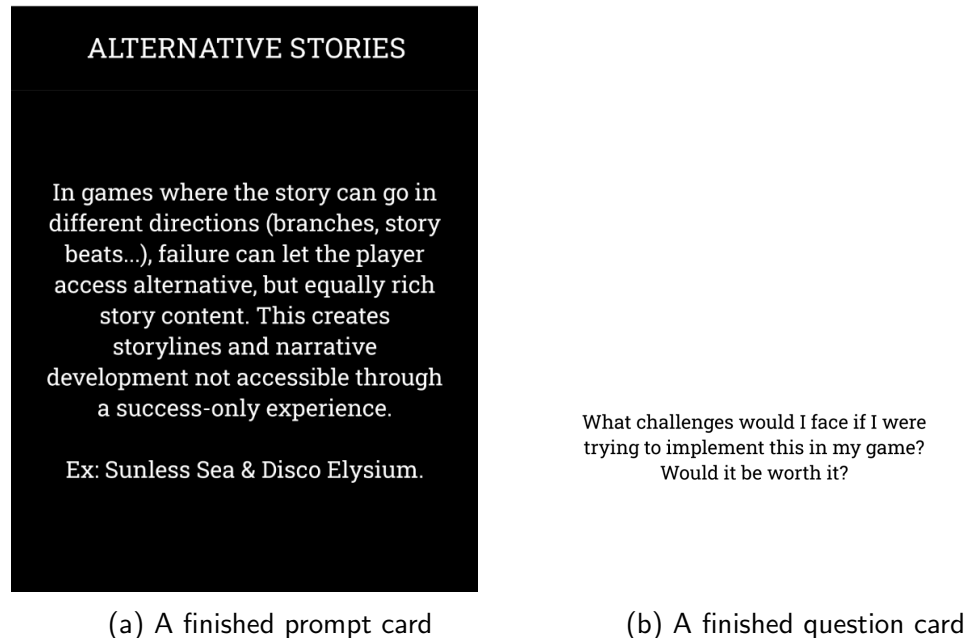 ALTERNATIVE STORIES
In games where the story can go in
different directions (branches, story
beats...), failure can let the player
access alternative, but equally rich
story content. This creates
storylines and narrative
development not accessible through
a success-only experience.
Ex: Sunless Sea & Disco Elysium.
What challenges would I face if I were
trying to implement this in my game?
Would it be worth it?
(a) A finished prompt card
(b) A finished question card